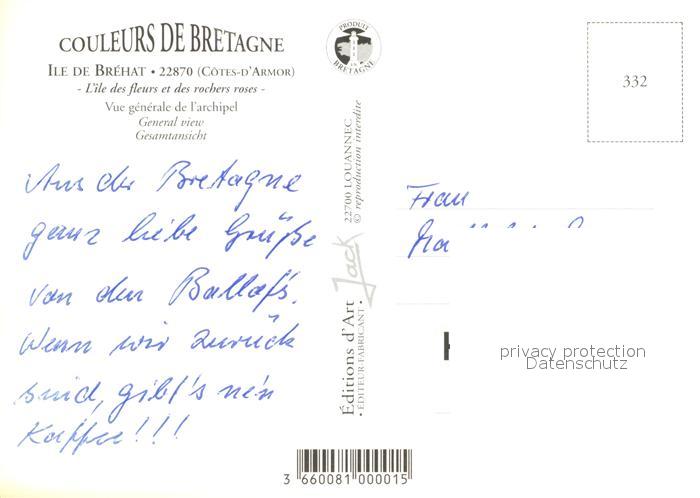 COULEURS DE BRETAGNE
ILE DE BRÉHAT • 22870 (CÔTES-D'ARMOR)
- L'île des fleurs et des rochers roses -
Vue générale de l'archipel
General view
Gesamtansicht
Aus der Bretagne
ganz liebe Grüße
von den Ballaf's.
Wenn wir zurück
sind, gibt's ne'n
Kaffee!!!
PRODUIT
EN
BRETAGNE
Éditions d'Art Jack
• ÉDITEUR-FABRICANT •
22700 LOUANNEC
© reproduction interdite
332
Frau
privacy protection
Datenschutz
3 660081 000015